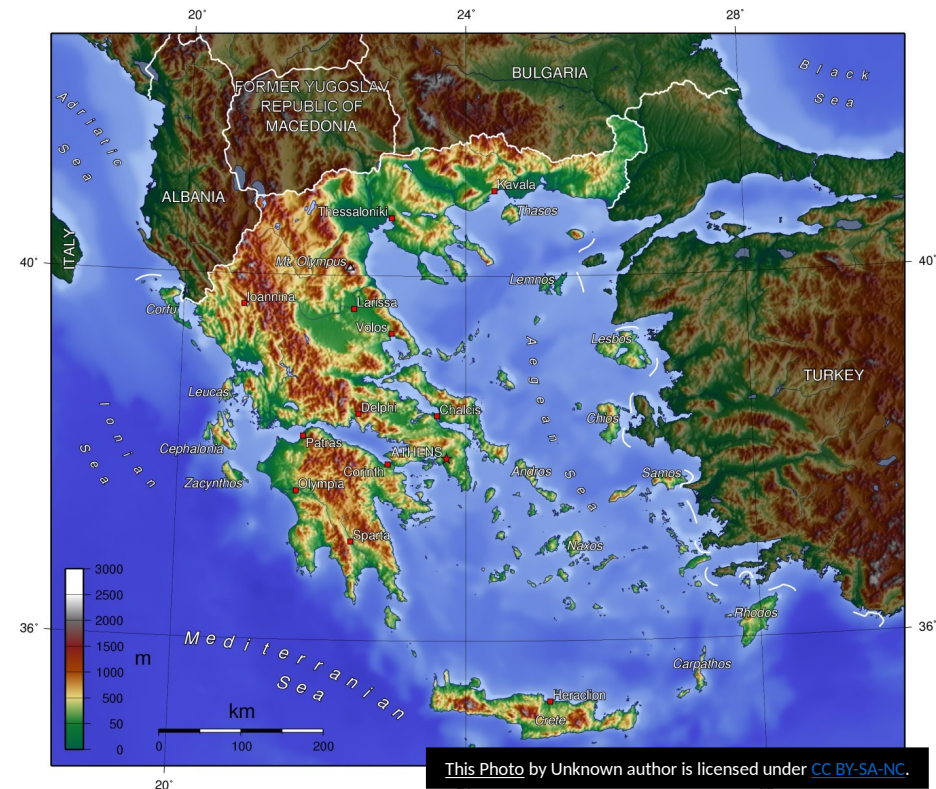 20°
24°
28°
BULGARIA
Black
Sea
FORMER YUGOSLAV
REPUBLIC OF
MACEDONIA
Adriatic
Sea
ALBANIA
Kavala
Thessaloniki
Thasos
ITALY
40°
40°
Mt. Olympus
Lemnos
Ioannina
Corfu
Larissa
Volos
Lesbos
Aegean
Sea
TURKEY
Leucas
Delphi
Chalcis
Chios
Ionian
Sea
Patras
ATHENS
Cephalonia
Corinth
Andros
Samos
Zacynthos
Olympia
Sparta
Naxos
3000
2500
2000
1500
1000
500
50
0
m
Rhodos
36°
36°
Mediterranean
Sea
Carpathos
km
0
100
200
Heraclion
Crete
20°
This Photo by Unknown author is licensed under CC BY-SA-NC.